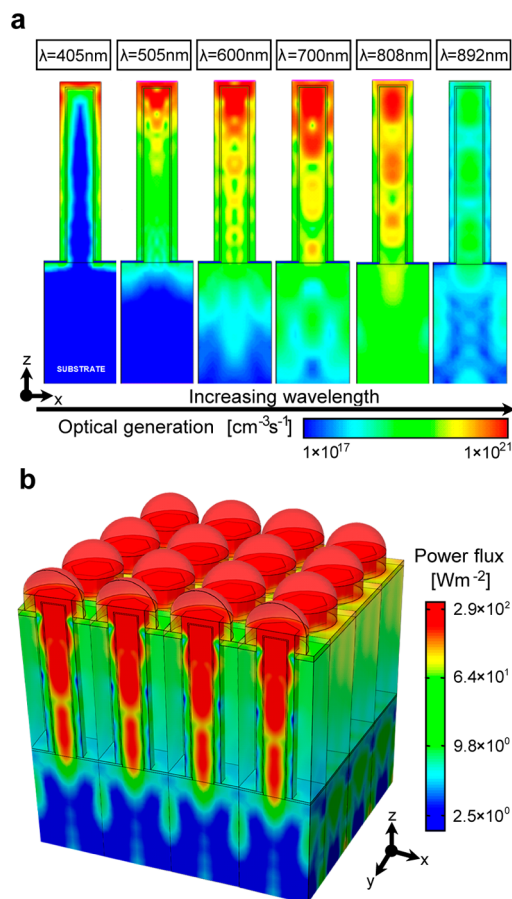 a
λ=405nm λ=505nm λ=600nm λ=700nm λ=808nm λ=892nm
SUBSTRATE
z
x
Increasing wavelength
Optical generation [cm⁻³s⁻¹]
1×10¹⁷ 1×10²¹
b
Power flux
[Wm⁻²]
2.9×10²
6.4×10¹
9.8×10⁰
2.5×10⁰
z
x
y